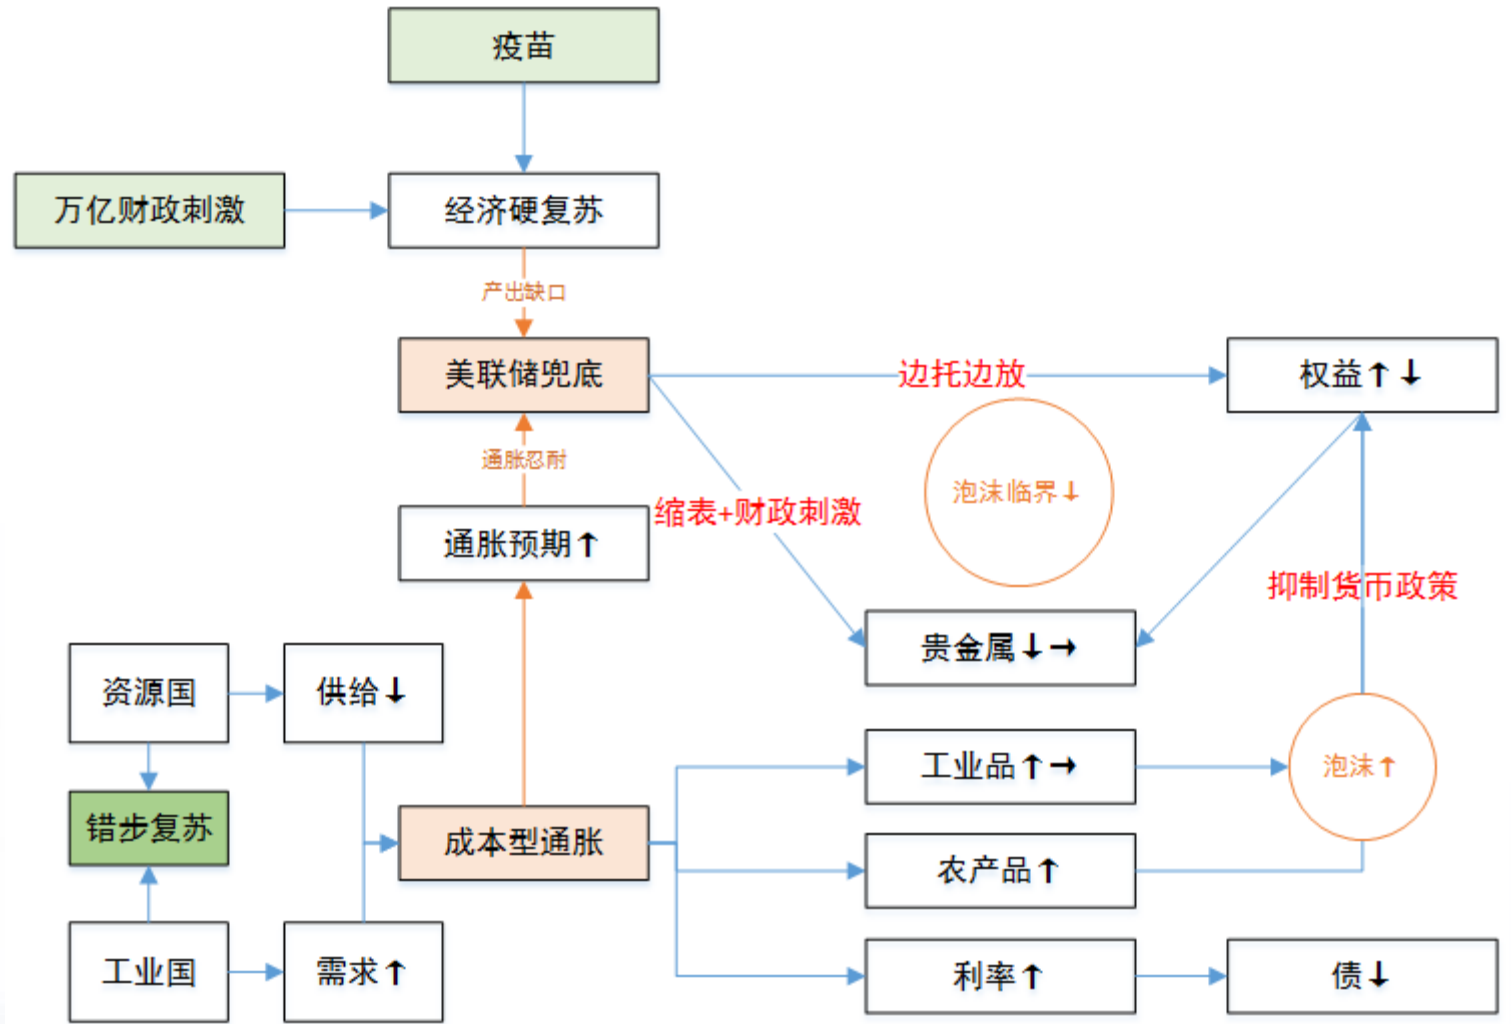 疫苗
万亿财政刺激
经济硬复苏
产出缺口
美联储兜底
边托边放
权益↑↓
通胀忍耐
泡沫临界↓
缩表+财政刺激
通胀预期↑
抑制货币政策
贵金属↓→
资源国
供给↓
工业品↑→
泡沫↑
错步复苏
成本型通胀
农产品↑
工业国
需求↑
利率↑
债↓